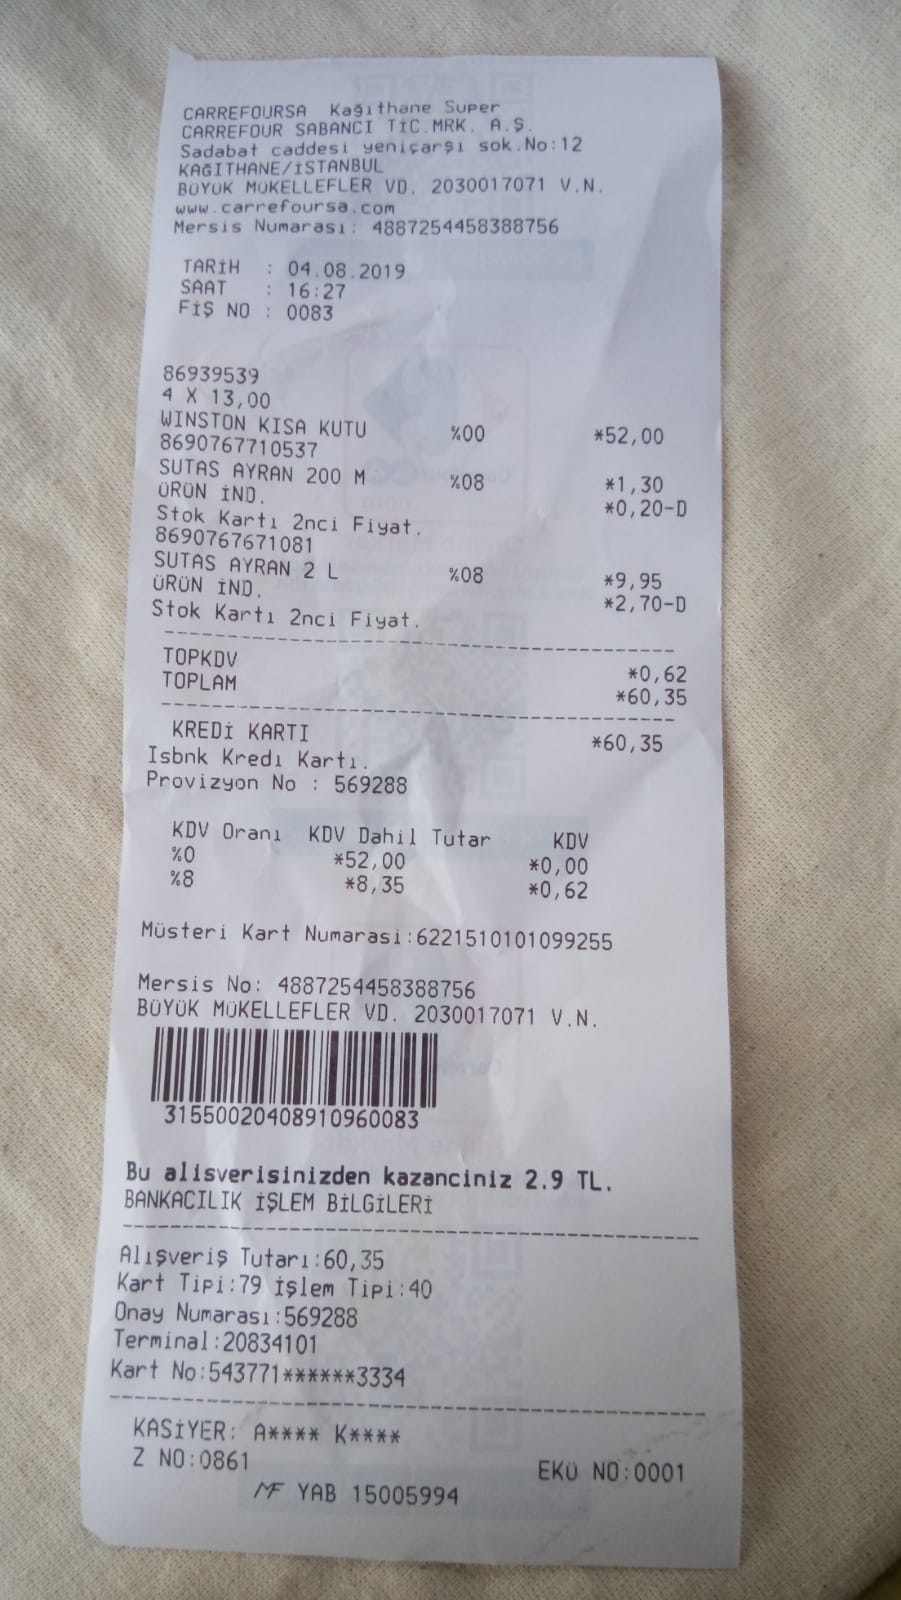 CARREFOURSA Kağıthane Super
CARREFOUR SABANCI TİC.MRK. A.Ş.
Sadabat caddesi yeniçarşı sok.No:12
KAĞITHANE/İSTANBUL
BÜYÜK MÜKELLEFLER VD. 2030017071 V.N.
www.carrefoursa.com
Mersis Numarası: 4887254458388756
TARİH : 04.08.2019
SAAT : 16:27
FİŞ NO : 0083
86939539
4 X 13,00
WINSTON KISA KUTU %00 *52,00
8690767710537
SUTAS AYRAN 200 M %08 *1,30
ÜRÜN İND. *0,20-D
Stok Kartı 2nci Fiyat.
8690767671081
SUTAS AYRAN 2 L %08 *9,95
ÜRÜN İND. *2,70-D
Stok Kartı 2nci Fiyat.
TOPKDV *0,62
TOPLAM *60,35
KREDİ KARTI *60,35
Isbnk Kredi Kartı.
Provizyon No : 569288
KDV Oranı KDV Dahil Tutar KDV
%0 *52,00 *0,00
%8 *8,35 *0,62
Müsteri Kart Numarasi:6221510101099255
Mersis No: 4887254458388756
BÜYÜK MÜKELLEFLER VD. 2030017071 V.N.
31550020408910960083
Bu alisverisinizden kazanciniz 2.9 TL.
BANKACILIK İŞLEM BİLGİLERİ
Alışveriş Tutarı:60,35
Kart Tipi:79 İşlem Tipi:40
Onay Numarası:569288
Terminal:20834101
Kart No:543771******3334
KASİYER: A**** K****
Z NO:0861 EKÜ NO:0001
MF YAB 15005994